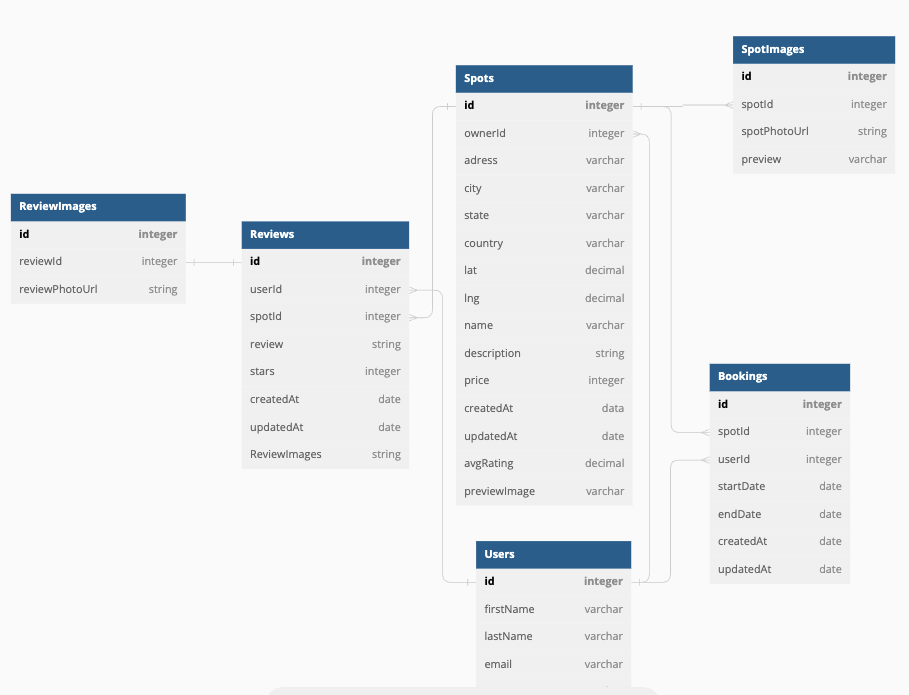 SpotImages
id integer
spotId integer
spotPhotoUrl string
preview varchar
Spots
id integer
ownerId integer
adress varchar
city varchar
state varchar
country varchar
lat decimal
lng decimal
name varchar
description string
price integer
createdAt data
updatedAt date
avgRating decimal
previewImage varchar
ReviewImages
id integer
reviewId integer
reviewPhotoUrl string
Reviews
id integer
userId integer
spotId integer
review string
stars integer
createdAt date
updatedAt date
ReviewImages string
Bookings
id integer
spotId integer
userId integer
startDate date
endDate date
createdAt date
updatedAt date
Users
id integer
firstName varchar
lastName varchar
email varchar